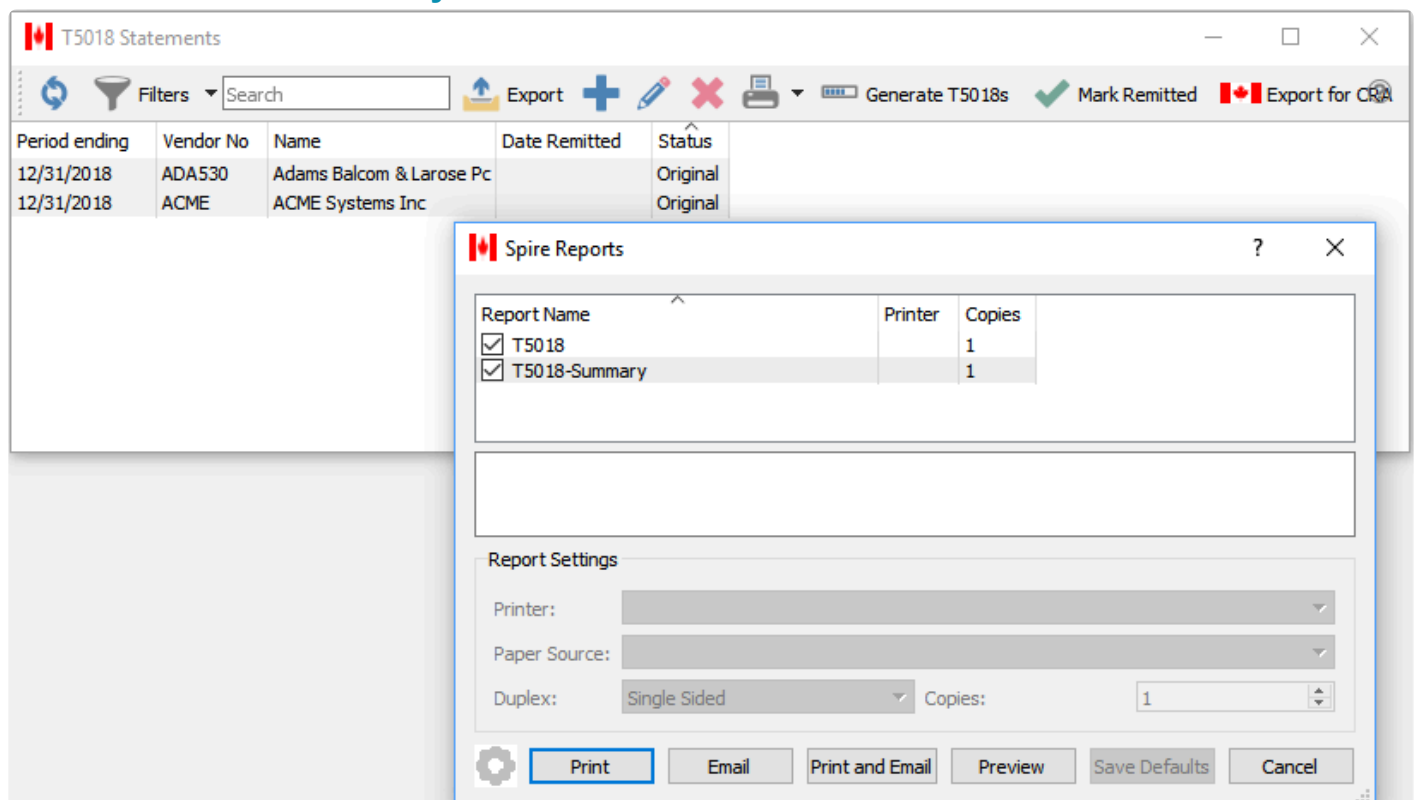 T5018 Statements
Filters Search Export Generate T5018s Mark Remitted Export for CRA
Period ending Vendor No Name Date Remitted Status
12/31/2018 ADA530 Adams Balcom & Larose Pc Original
12/31/2018 ACME ACME Systems Inc Original
Spire Reports ?
Report Name Printer Copies
T5018 1
T5018-Summary 1
Report Settings
Printer:
Paper Source:
Duplex: Single Sided Copies: 1
Print Email Print and Email Preview Save Defaults Cancel